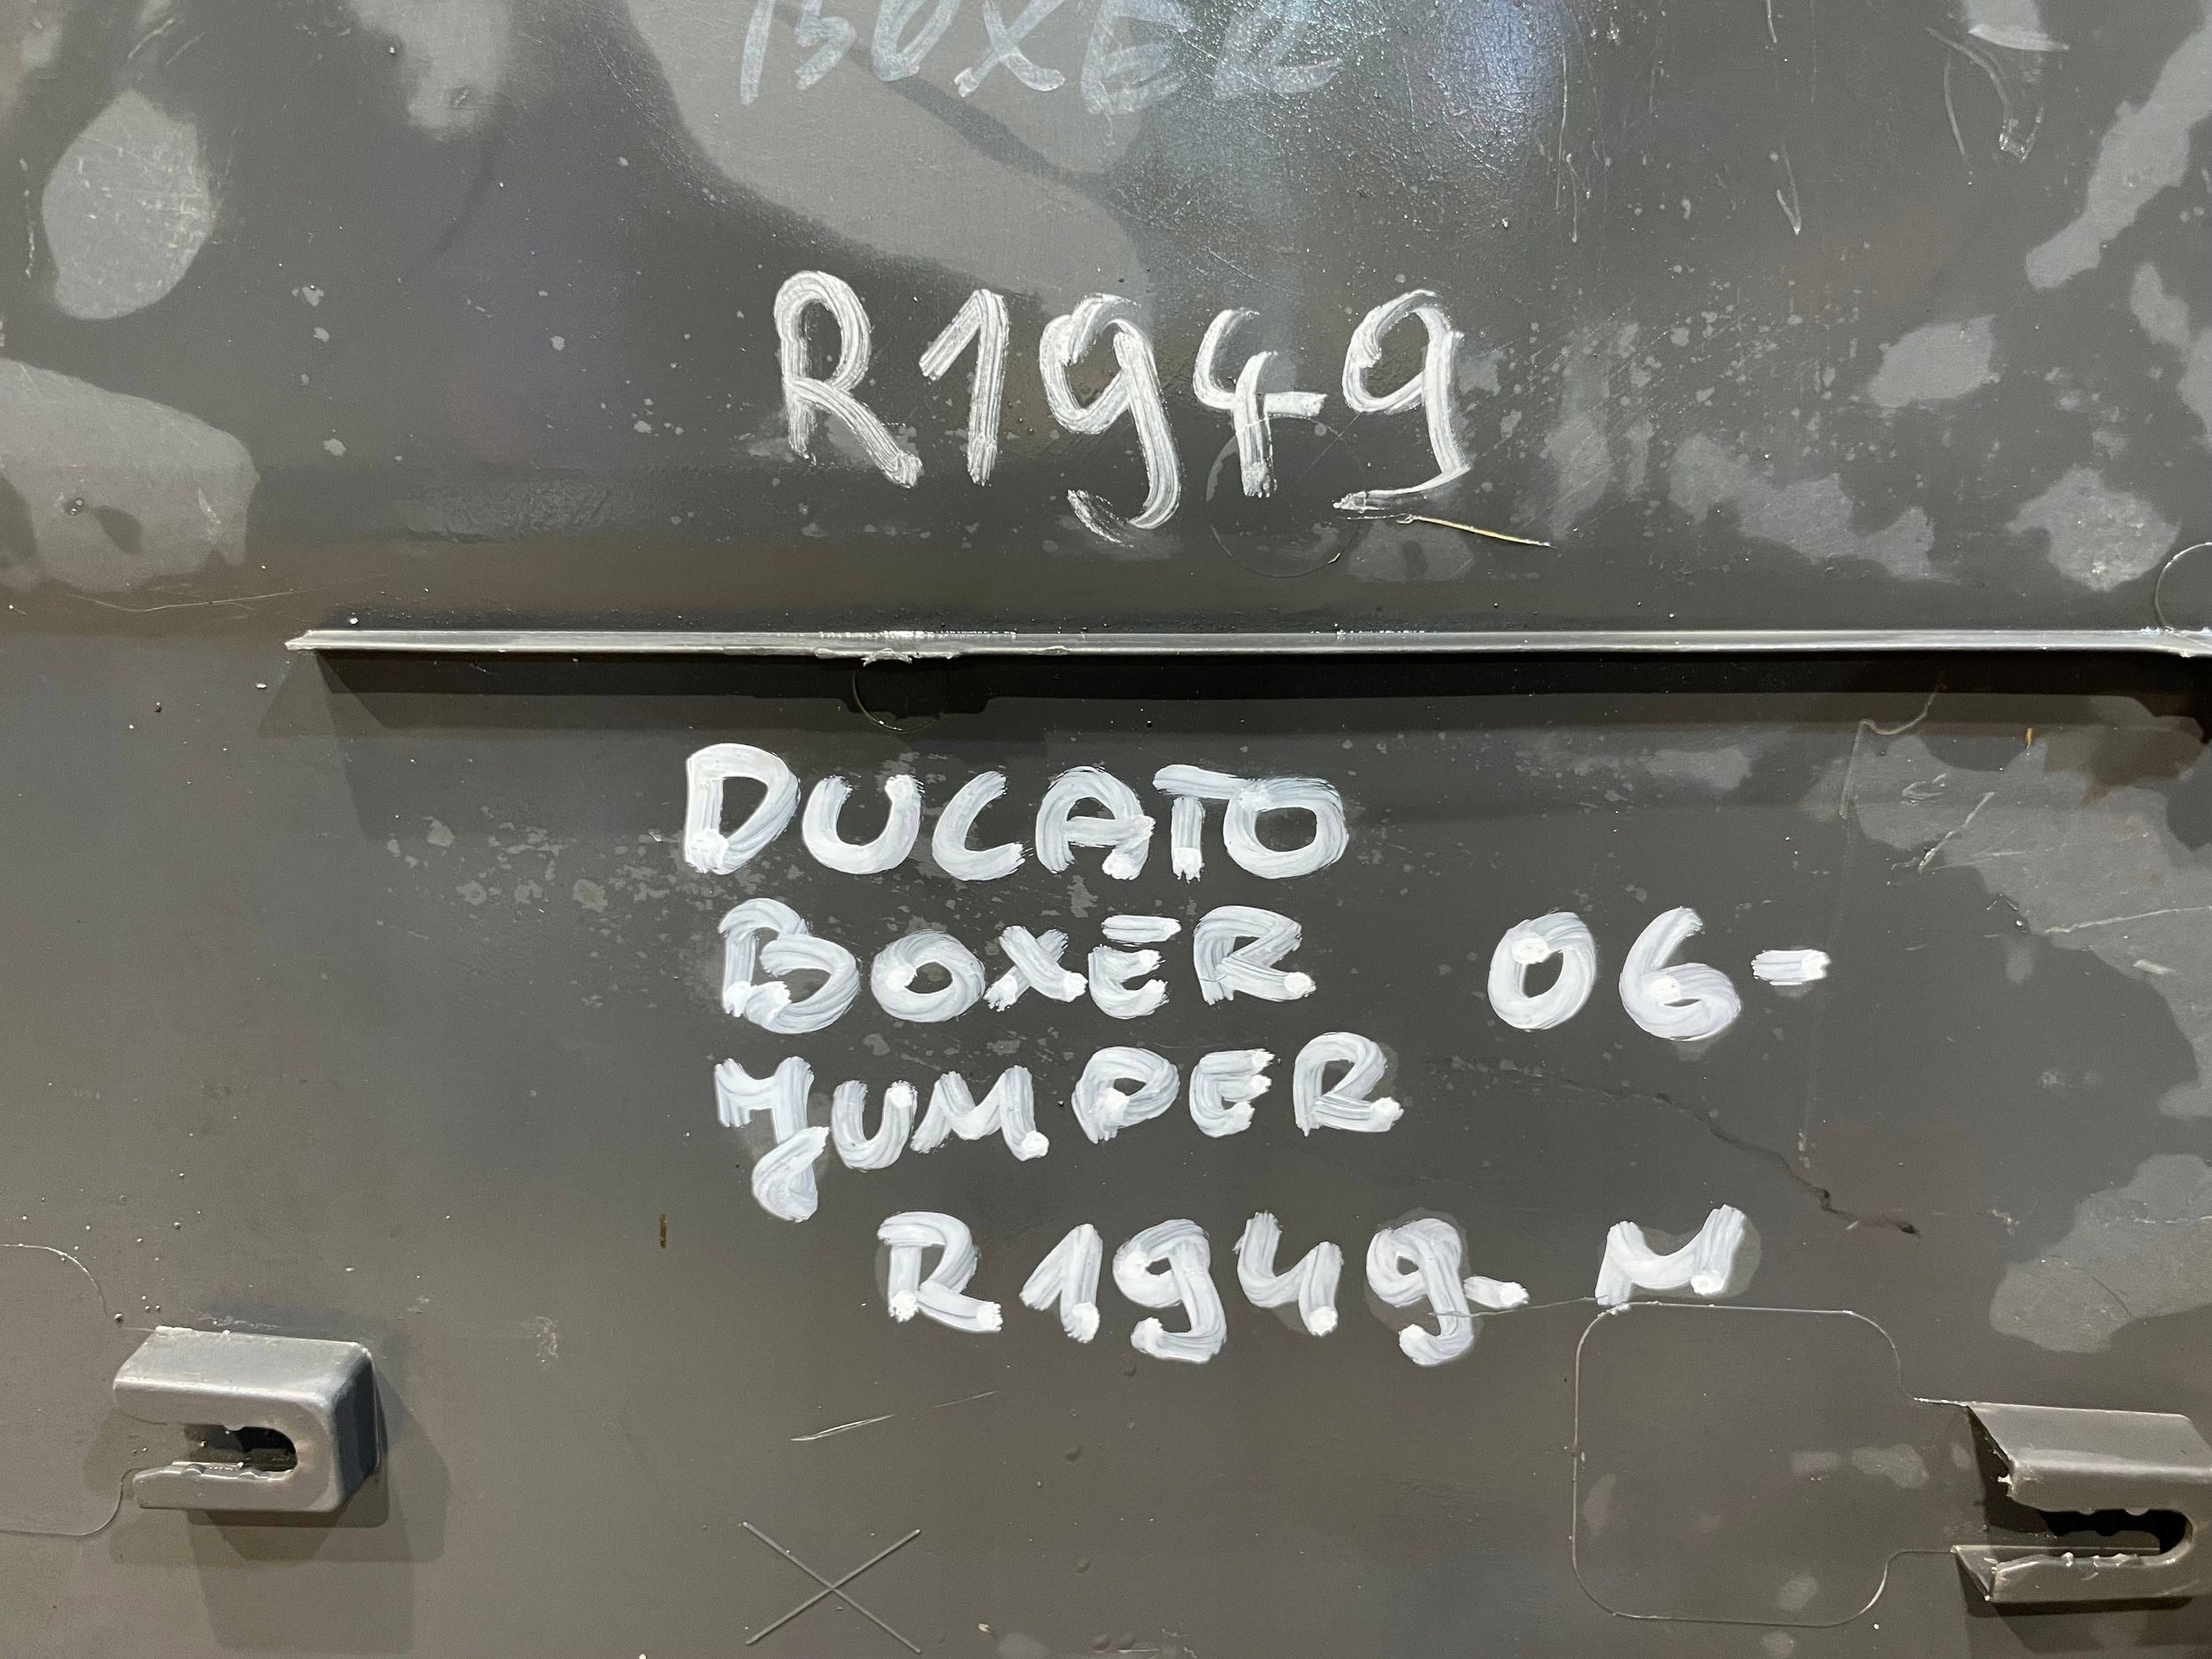 BOXER
R1949
DUCATO
BOXER 06-
JUMPER
R1949-M